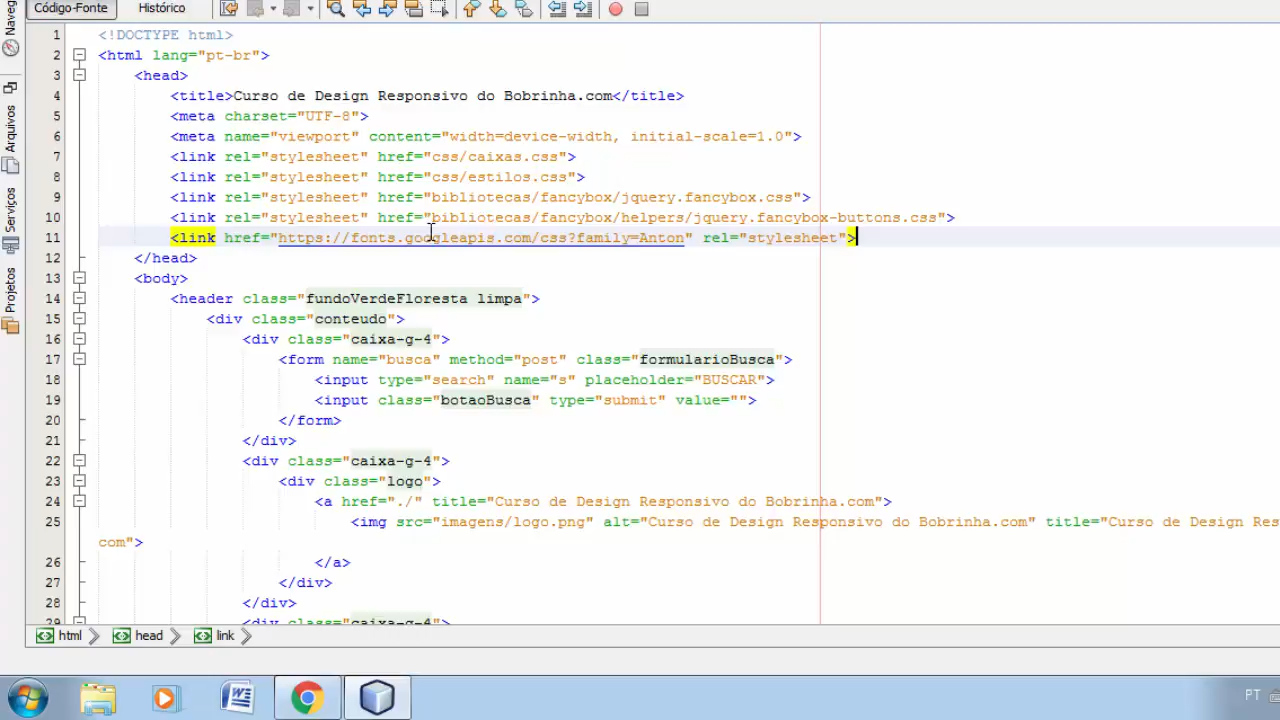 Código-Fonte Histórico
Naveg
Arquivos
Serviços
Projetos
1 <!DOCTYPE html>
2 <html lang="pt-br">
3 <head>
4 <title>Curso de Design Responsivo do Bobrinha.com</title>
5 <meta charset="UTF-8">
6 <meta name="viewport" content="width=device-width, initial-scale=1.0">
7 <link rel="stylesheet" href="css/caixas.css">
8 <link rel="stylesheet" href="css/estilos.css">
9 <link rel="stylesheet" href="bibliotecas/fancybox/jquery.fancybox.css">
10 <link rel="stylesheet" href="bibliotecas/fancybox/helpers/jquery.fancybox-buttons.css">
11 <link href="https://fonts.googleapis.com/css?family=Anton" rel="stylesheet">
12 </head>
13 <body>
14 <header class="fundoVerdeFloresta limpa">
15 <div class="conteudo">
16 <div class="caixa-g-4">
17 <form name="busca" method="post" class="formularioBusca">
18 <input type="search" name="s" placeholder="BUSCAR">
19 <input class="botaoBusca" type="submit" value="">
20 </form>
21 </div>
22 <div class="caixa-g-4">
23 <div class="logo">
24 <a href="./" title="Curso de Design Responsivo do Bobrinha.com">
25 <img src="imagens/logo.png" alt="Curso de Design Responsivo do Bobrinha.com" title="Curso de Design Res
com">
26 </a>
27 </div>
28 </div>
29 <div class="caixa-g-4">
html head link
PT